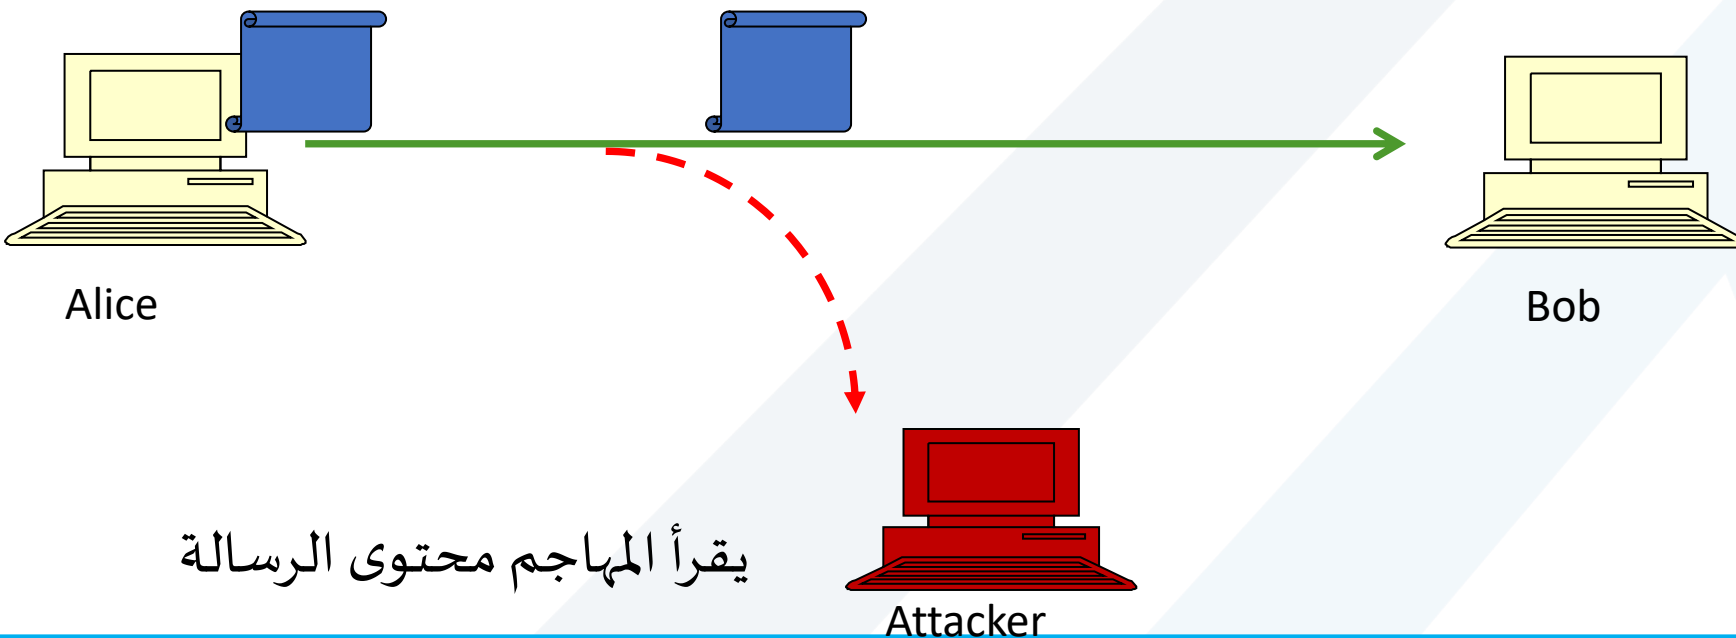 Alice
Bob
يقرأ المهاجم محتوى الرسالة
Attacker